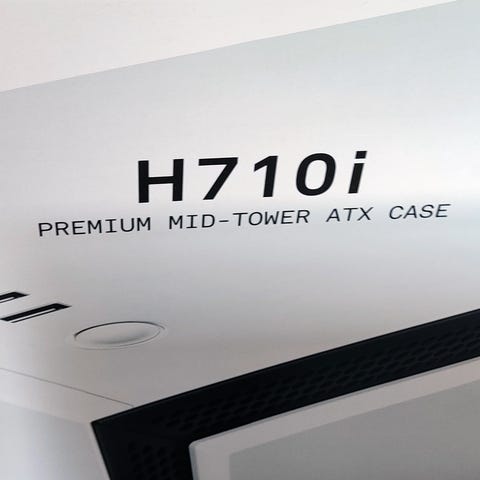 H710i
PREMIUM MID-TOWER ATX CASE